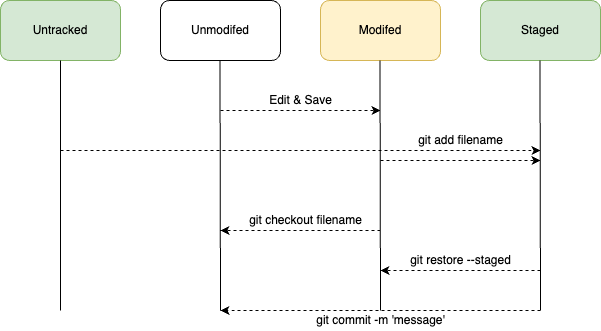 Untracked
Unmodifed
Modifed
Staged
Edit & Save
git add filename
git checkout filename
git restore --staged
git commit -m 'message'